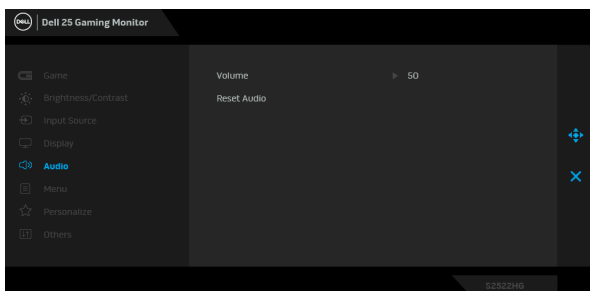 DELL
Dell 25 Gaming Monitor
Game
Brightness/Contrast
Input Source
Display
Audio
Menu
Personalize
Others
Volume 50
Reset Audio
S2522HG